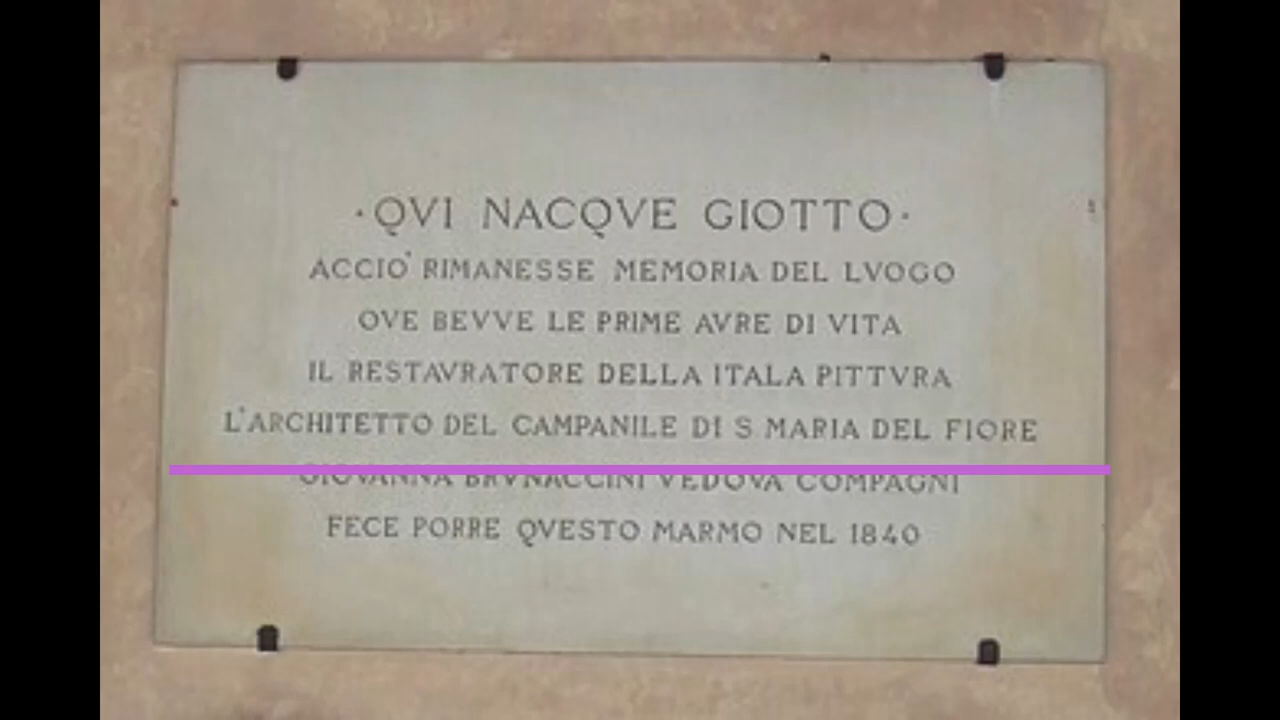 ·QVI NACQVE GIOTTO·
ACCIO' RIMANESSE MEMORIA DEL LVOGO
OVE BEVVE LE PRIME AVRE DI VITA
IL RESTAVRATORE DELLA ITALA PITTVRA
L'ARCHITETTO DEL CAMPANILE DI S MARIA DEL FIORE
GIOVANNA BRVNACCINI VEDOVA COMPAGNI
FECE PORRE QVESTO MARMO NEL 1840